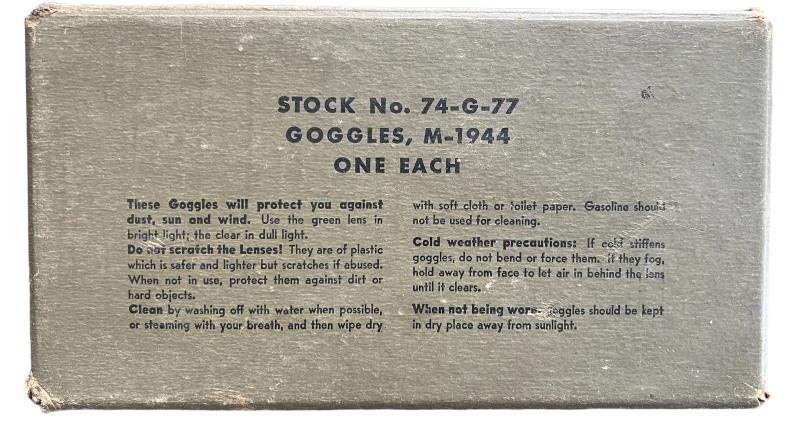 STOCK No. 74-G-77
GOGGLES, M-1944
ONE EACH
These Goggles will protect you against
dust, sun and wind. Use the green lens in
bright light; the clear in dull light.
Do not scratch the Lenses! They are of plastic
which is safer and lighter but scratches if abused.
When not in use, protect them against dirt or
hard objects.
Clean by washing off with water when possible,
or steaming with your breath, and then wipe dry
with soft cloth or toilet paper. Gasoline should
not be used for cleaning.
Cold weather precautions: If cold stiffens
goggles, do not bend or force them. If they fog,
hold away from face to let air in behind the lens
until it clears.
When not being worn, goggles should be kept
in dry place away from sunlight.